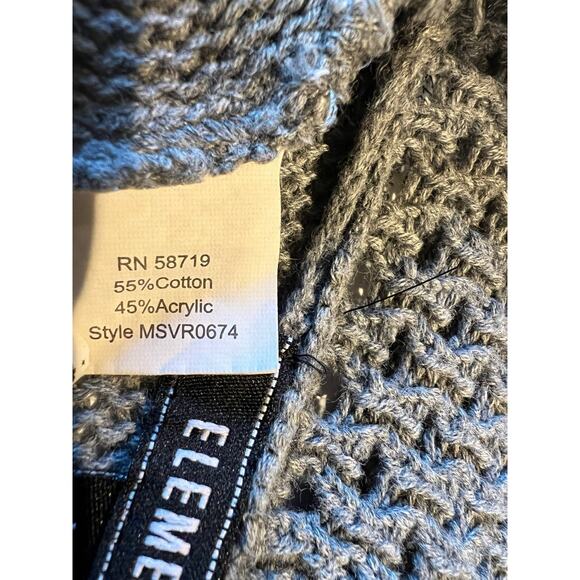 RN 58719
55%Cotton
45%Acrylic
Style MSVR0674
ELEME